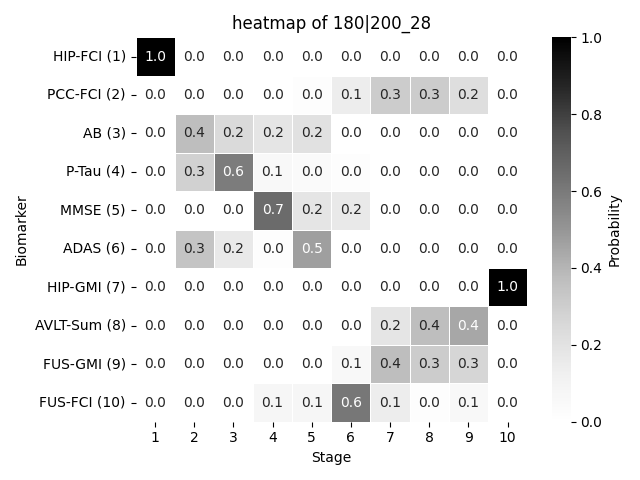 heatmap of 180|200_28
HIP-FCI (1) 1.0 0.0 0.0 0.0 0.0 0.0 0.0 0.0 0.0 0.0
PCC-FCI (2) 0.0 0.0 0.0 0.0 0.0 0.1 0.3 0.3 0.2 0.0
AB (3) 0.0 0.4 0.2 0.2 0.2 0.0 0.0 0.0 0.0 0.0
P-Tau (4) 0.0 0.3 0.6 0.1 0.0 0.0 0.0 0.0 0.0 0.0
MMSE (5) 0.0 0.0 0.0 0.7 0.2 0.2 0.0 0.0 0.0 0.0
ADAS (6) 0.0 0.3 0.2 0.0 0.5 0.0 0.0 0.0 0.0 0.0
HIP-GMI (7) 0.0 0.0 0.0 0.0 0.0 0.0 0.0 0.0 0.0 1.0
AVLT-Sum (8) 0.0 0.0 0.0 0.0 0.0 0.0 0.2 0.4 0.4 0.0
FUS-GMI (9) 0.0 0.0 0.0 0.0 0.0 0.1 0.4 0.3 0.3 0.0
FUS-FCI (10) 0.0 0.0 0.0 0.1 0.1 0.6 0.1 0.0 0.1 0.0
1 2 3 4 5 6 7 8 9 10
Stage
Biomarker
1.0
0.8
0.6
0.4
0.2
0.0
Probability